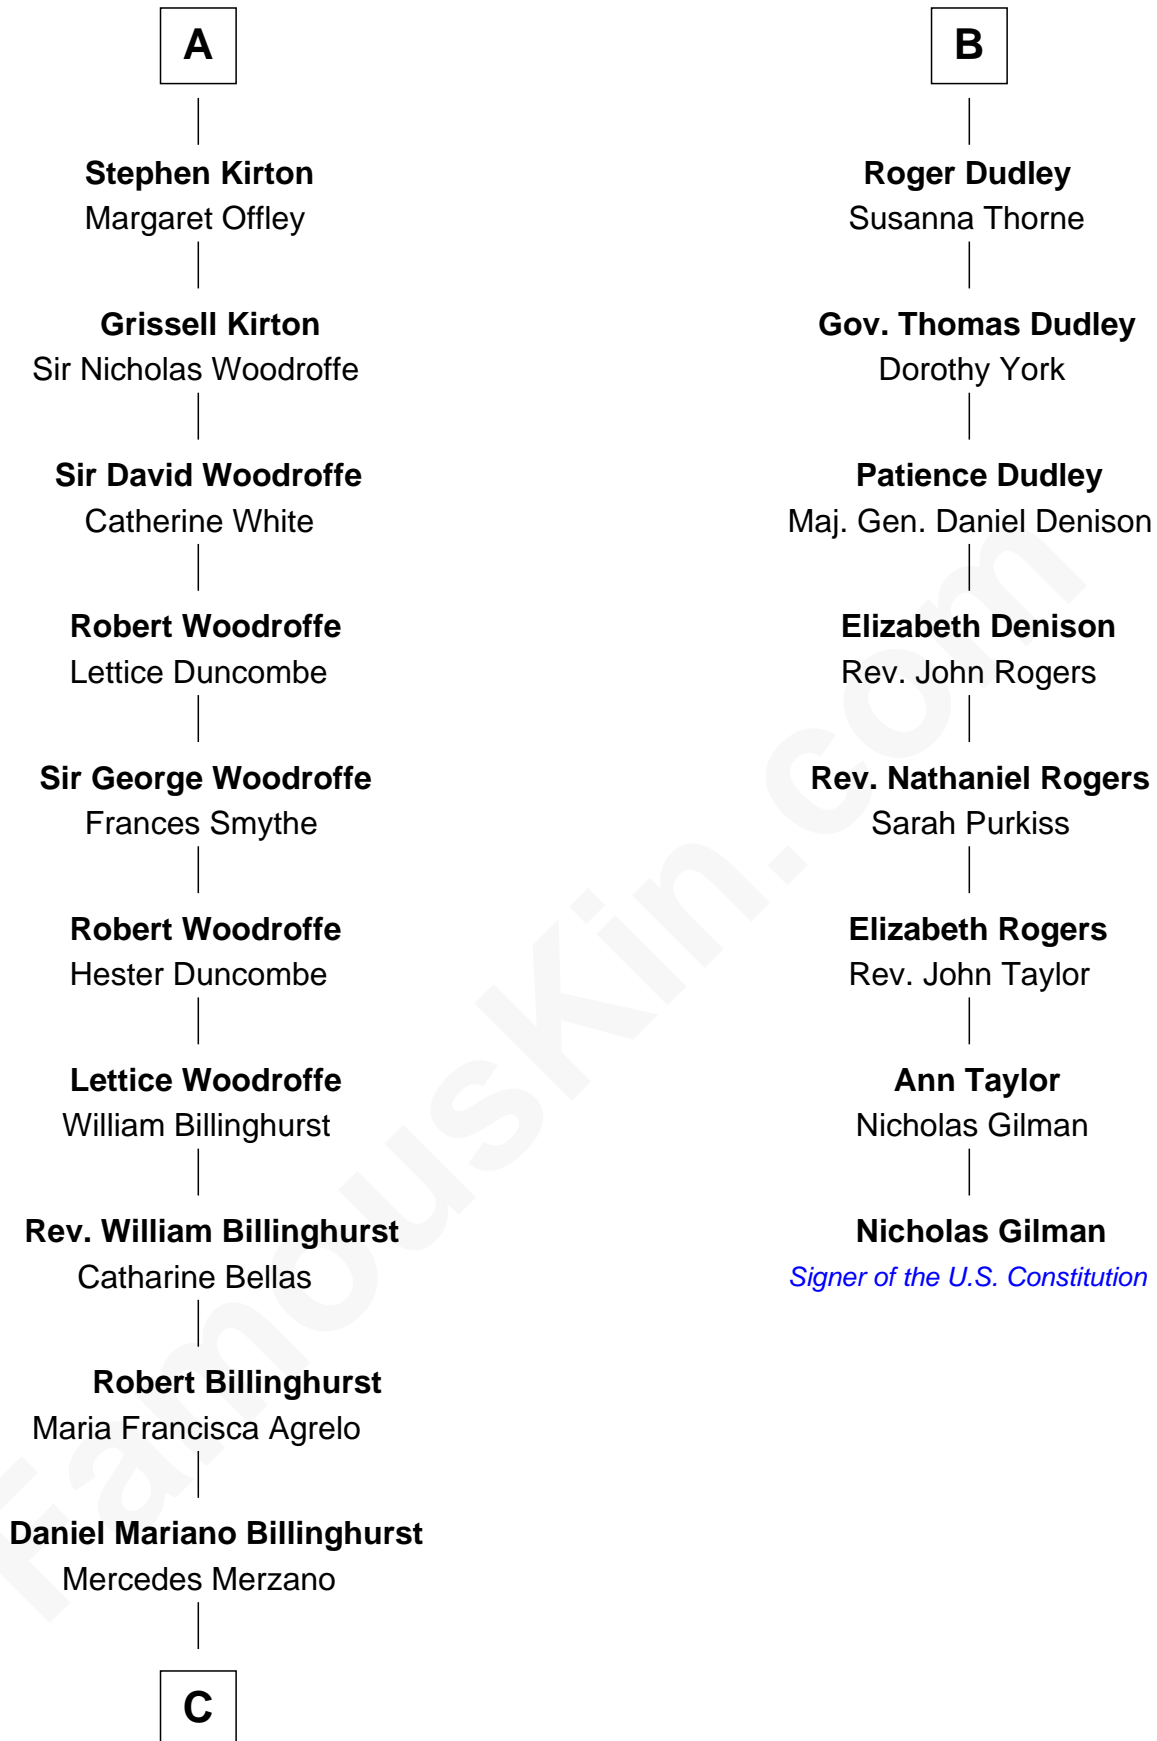 A
Stephen Kirton
Margaret Offley
Grissell Kirton
Sir Nicholas Woodroffe
Sir David Woodroffe
Catherine White
Robert Woodroffe
Lettice Duncombe
Sir George Woodroffe
Frances Smythe
Robert Woodroffe
Hester Duncombe
Lettice Woodroffe
William Billinghurst
Rev. William Billinghurst
Catharine Bellas
Robert Billinghurst
Maria Francisca Agrelo
Daniel Mariano Billinghurst
Mercedes Merzano
C
B
Roger Dudley
Susanna Thorne
Gov. Thomas Dudley
Dorothy York
Patience Dudley
Maj. Gen. Daniel Denison
Elizabeth Denison
Rev. John Rogers
Rev. Nathaniel Rogers
Sarah Purkiss
Elizabeth Rogers
Rev. John Taylor
Ann Taylor
Nicholas Gilman
Nicholas Gilman
Signer of the U.S. Constitution
FamousKin.com